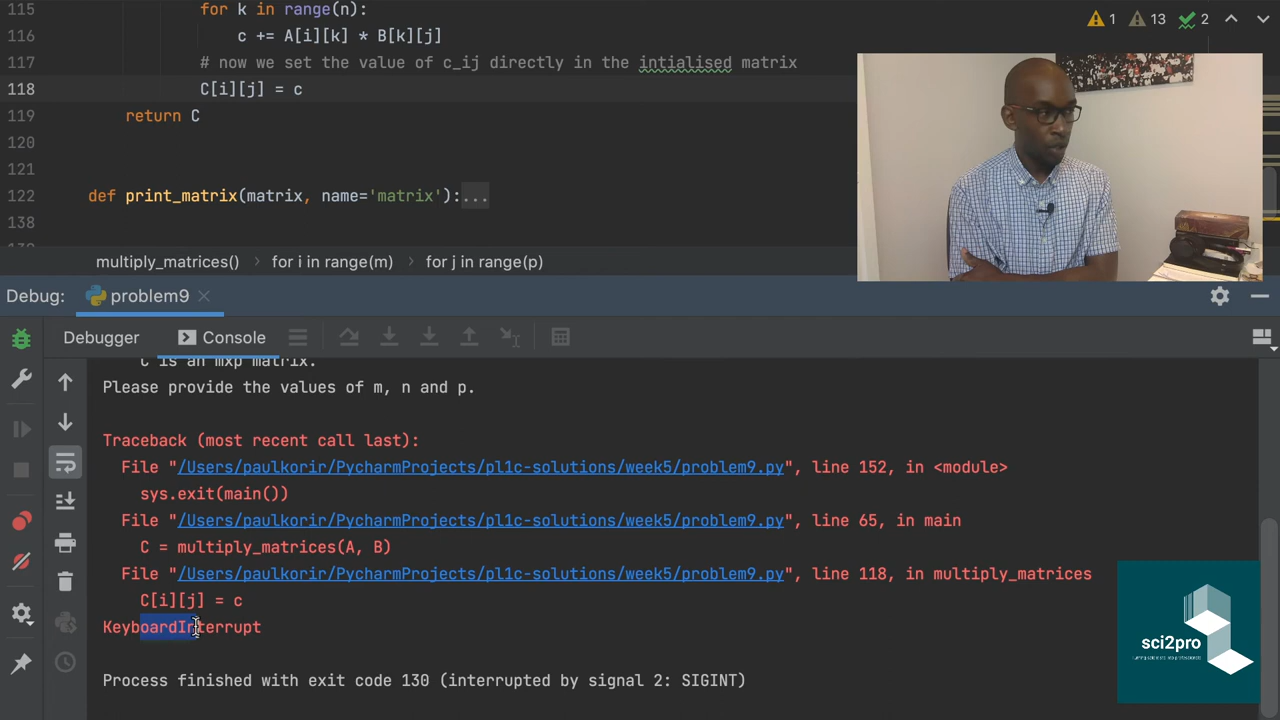 115 for k in range(n):
116 c += A[i][k] * B[k][j]
117 # now we set the value of c_ij directly in the intialised matrix
118 C[i][j] = c
119 return C
120
121
122 def print_matrix(matrix, name='matrix'):...
138
1 13 2
multiply_matrices() > for i in range(m) > for j in range(p)
Debug: problem9
Debugger Console
C is an mxp matrix.
Please provide the values of m, n and p.
Traceback (most recent call last):
File "/Users/paulkorir/PycharmProjects/pl1c-solutions/week5/problem9.py", line 152, in <module>
sys.exit(main())
File "/Users/paulkorir/PycharmProjects/pl1c-solutions/week5/problem9.py", line 65, in main
C = multiply_matrices(A, B)
File "/Users/paulkorir/PycharmProjects/pl1c-solutions/week5/problem9.py", line 118, in multiply_matrices
C[i][j] = c
KeyboardInterrupt
Process finished with exit code 130 (interrupted by signal 2: SIGINT)
sci2pro